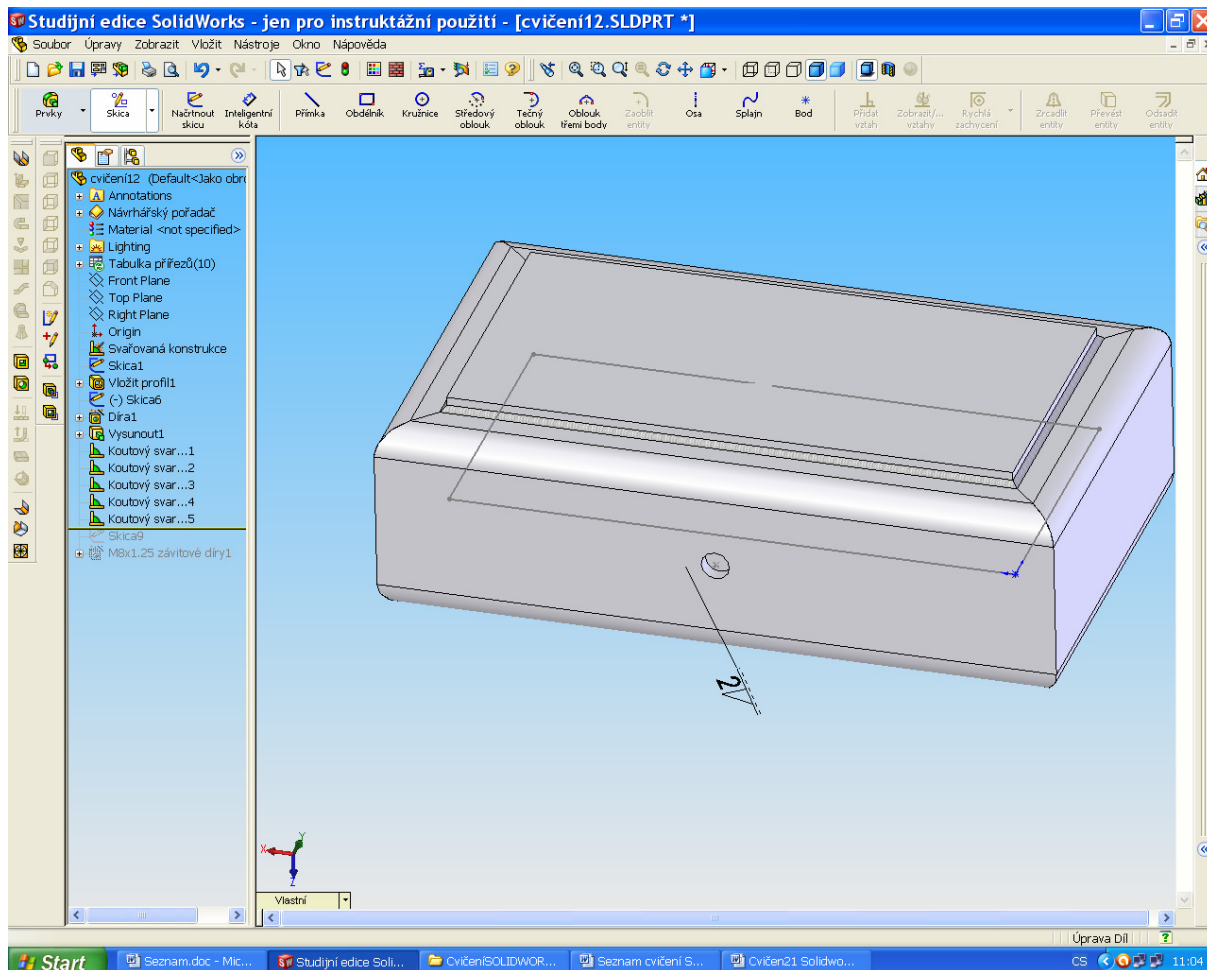 Studijní edice SolidWorks - jen pro instruktážní použití - [cvičení12.SLDPRT *]
Soubor Úpravy Zobrazit Vložit Nástroje Okno Nápověda
Prvky Skica Načrtnout skicu Inteligentní kóta Přímka Obdélník Kružnice Středový oblouk Tečný oblouk Oblouk třemi body Zaoblit entity Osa Splajn Bod Přidat vztah Zobrazit/... vztahy Rychlá zachycení Zrcadlit entity Převést entity Odsadit entity
cvičení12 (Default<Jako obro
Annotations
Návrhářský pořadač
Material <not specified>
Lighting
Tabulka přířezů(10)
Front Plane
Top Plane
Right Plane
Origin
Svařovaná konstrukce
Skica1
Vložit profil1
(-) Skica6
Díra1
Vysunout1
Koutový svar...1
Koutový svar...2
Koutový svar...3
Koutový svar...4
Koutový svar...5
Skica9
M8x1.25 závitové díry1
2
X Y Z
Vlastní
Úprava Díl
Start Seznam.doc - Mic... Studijní edice Soli... CvičeníSOLIDWOR... Seznam cvičení S... Cvičen21 Solidwo... CS 11:04